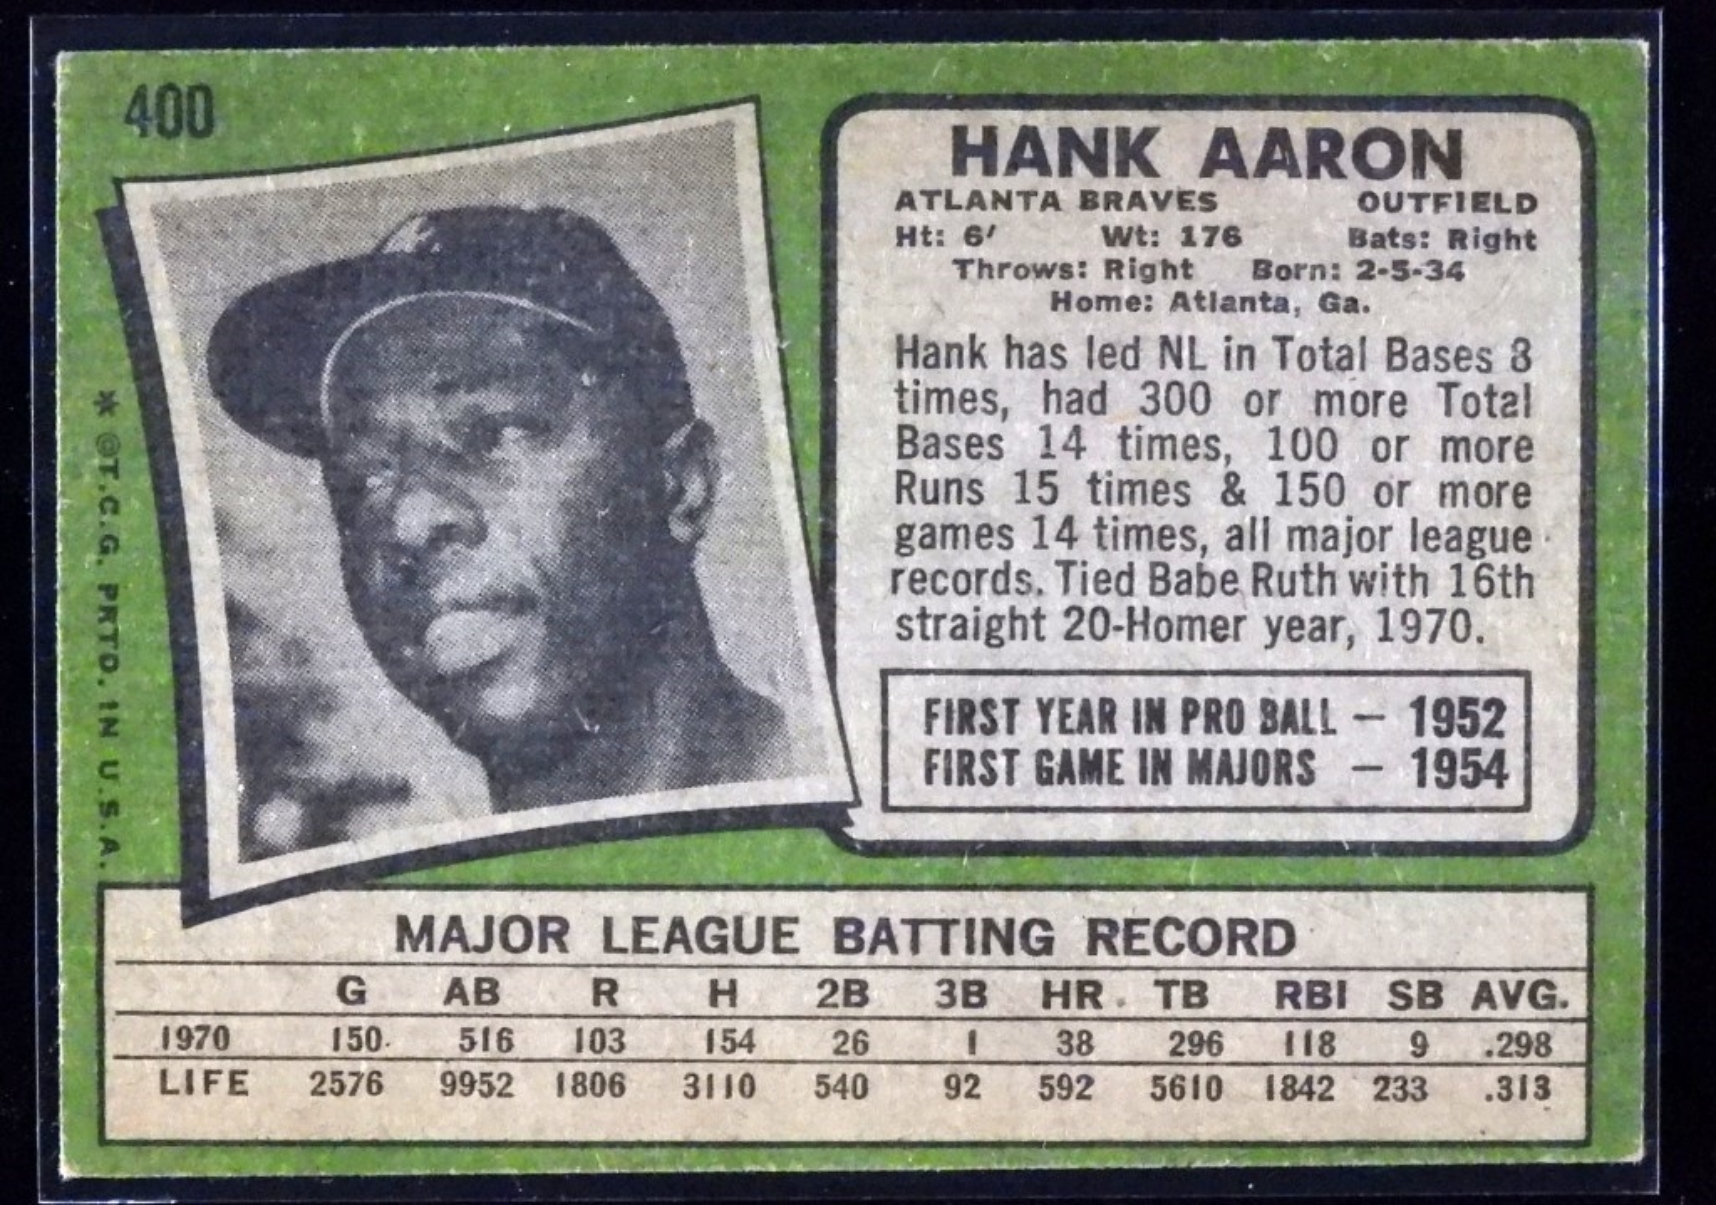 400
HANK AARON
ATLANTA BRAVES OUTFIELD
Ht: 6' Wt: 176 Bats: Right
Throws: Right Born: 2-5-34
Home: Atlanta, Ga.
Hank has led NL in Total Bases 8
times, had 300 or more Total
Bases 14 times, 100 or more
Runs 15 times & 150 or more
games 14 times, all major league
records. Tied Babe Ruth with 16th
straight 20-Homer year, 1970.
FIRST YEAR IN PRO BALL — 1952
FIRST GAME IN MAJORS — 1954
* ©T.C.G. PRTD. IN U.S.A.
MAJOR LEAGUE BATTING RECORD
G AB R H 2B 3B HR TB RBI SB AVG.
1970 150 516 103 154 26 1 38 296 118 9 .298
LIFE 2576 9952 1806 3110 540 92 592 5610 1842 233 .313